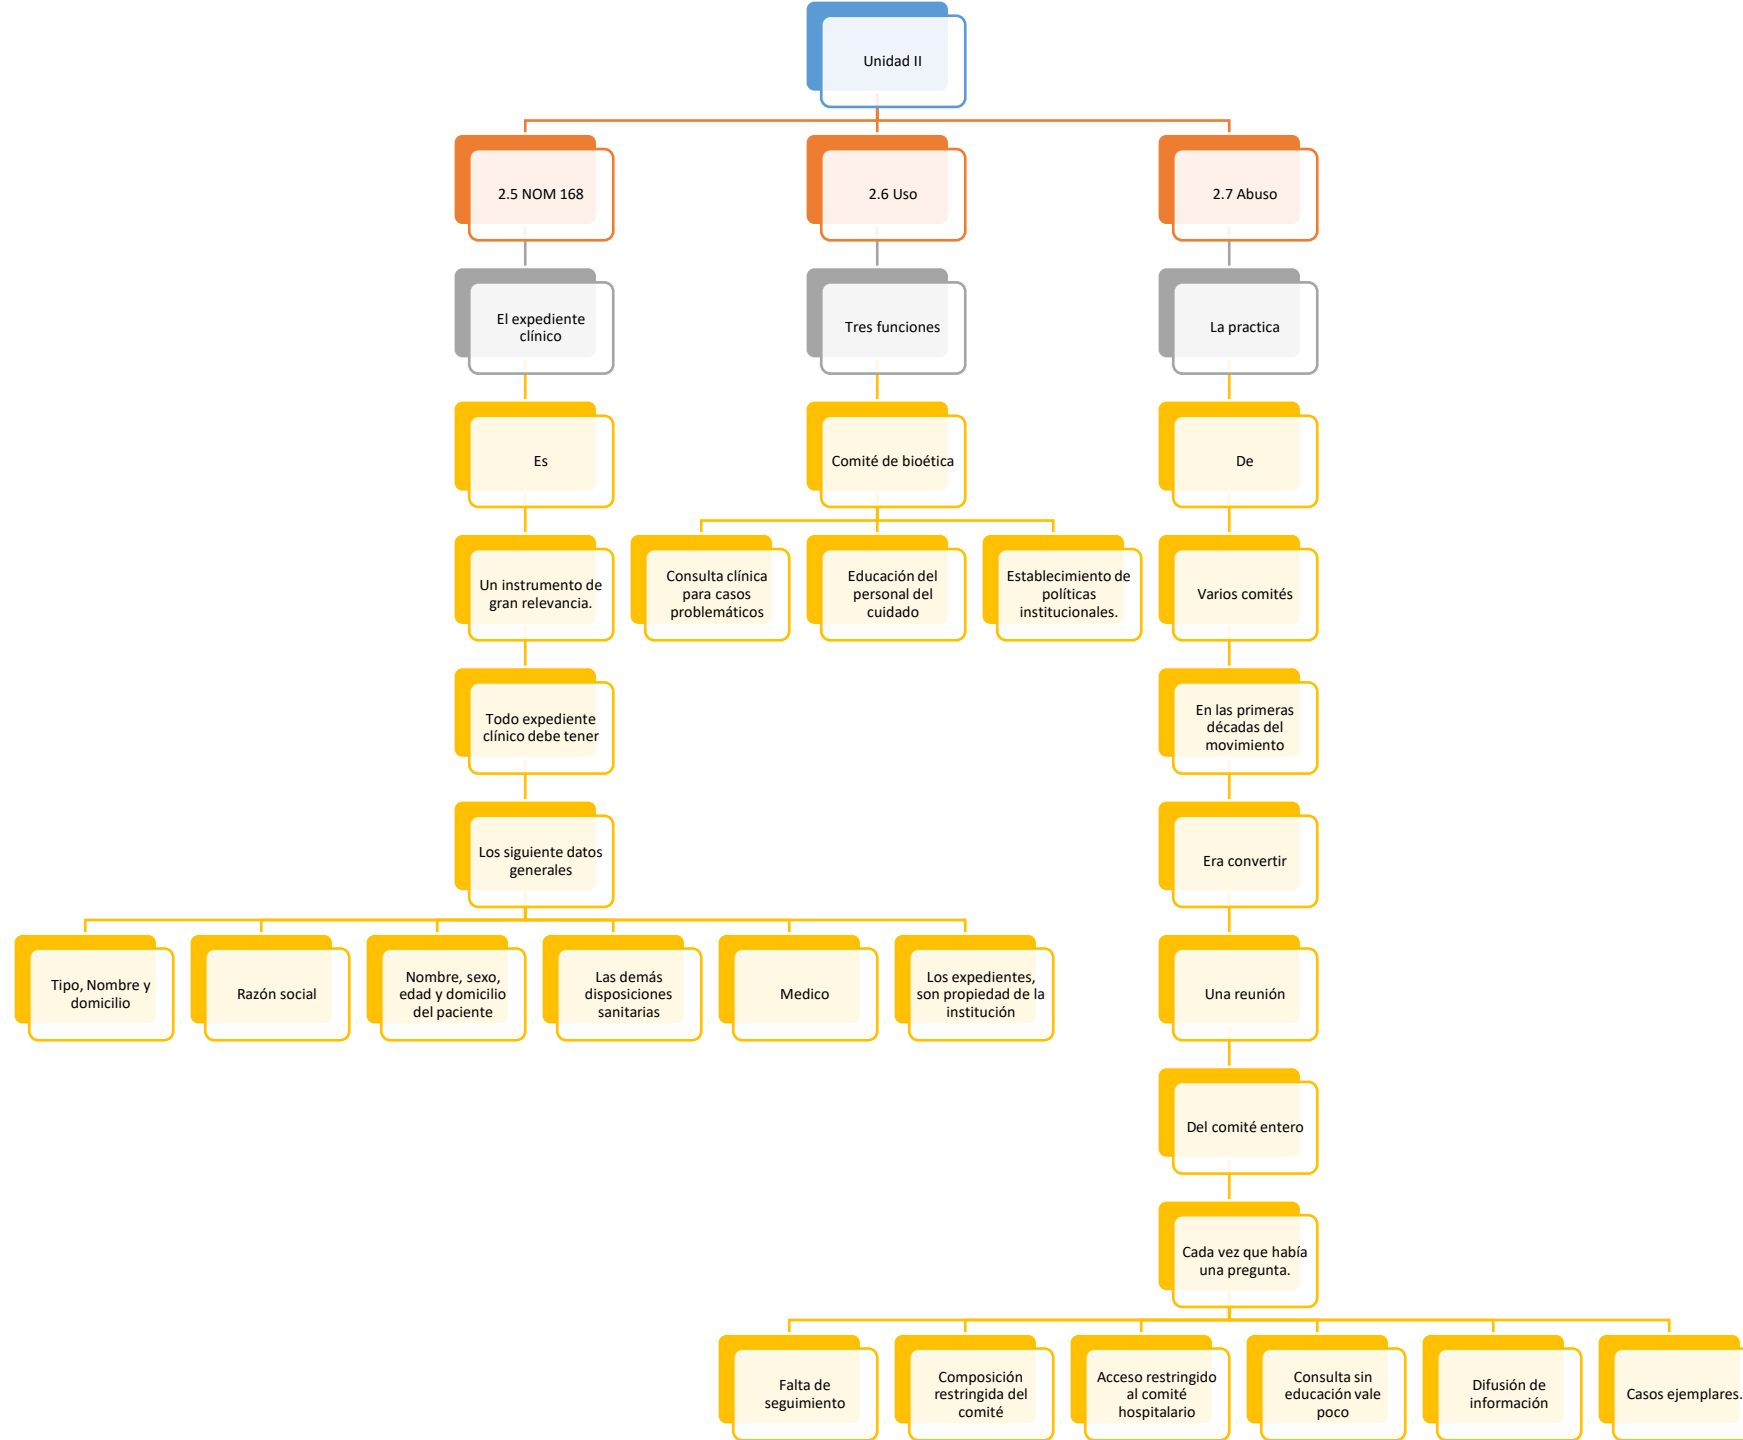 Unidad II
2.5 NOM 168
2.6 Uso
2.7 Abuso
El expediente
clínico
Tres funciones
La practica
Es
Comité de bioética
De
Un instrumento de
gran relevancia.
Consulta clínica
para casos
problemáticos
Educación del
personal del
cuidado
Establecimiento de
políticas
institucionales.
Varios comités
Todo expediente
clínico debe tener
En las primeras
décadas del
movimiento
Los siguiente datos
generales
Era convertir
Tipo, Nombre y
domicilio
Razón social
Nombre, sexo,
edad y domicilio
del paciente
Las demás
disposiciones
sanitarias
Medico
Los expedientes,
son propiedad de la
institución
Una reunión
Del comité entero
Cada vez que había
una pregunta.
Falta de
seguimiento
Composición
restringida del
comité
Acceso restringido
al comité
hospitalario
Consulta sin
educación vale
poco
Difusión de
información
Casos ejemplares.